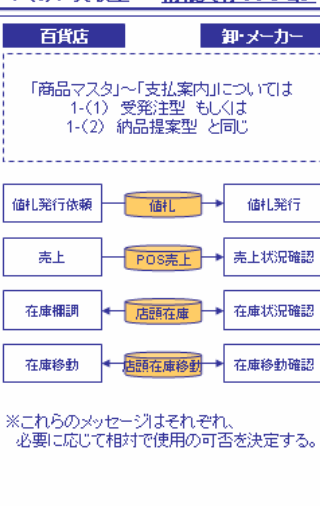 百貨店
卸・メーカー
「商品マスタ」～「支払案内」については
1-(1) 受発注型 もしくは
1-(2) 納品提案型 と同じ
値札発行依頼
値札
値札発行
売上
POS売上
売上状況確認
在庫棚調
店頭在庫
在庫状況確認
在庫移動
店頭在庫移動
在庫移動確認
※これらのメッセージはそれぞれ、
必要に応じて相対で使用の可否を決定する。